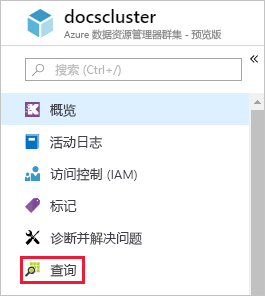 docscluster
Azure 数据资源管理器群集 - 预览版
搜索 (Ctrl+/)
概览
活动日志
访问控制 (IAM)
标记
诊断并解决问题
查询